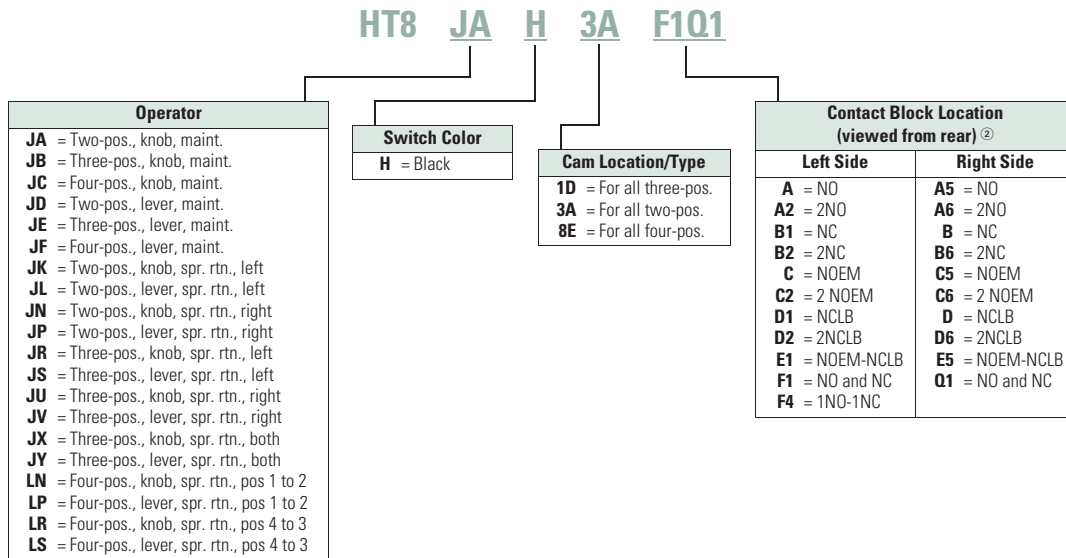 HT8 JA H 3A F1Q1
Operator
JA = Two-pos., knob, maint.
JB = Three-pos., knob, maint.
JC = Four-pos., knob, maint.
JD = Two-pos., lever, maint.
JE = Three-pos., lever, maint.
JF = Four-pos., lever, maint.
JK = Two-pos., knob, spr. rtn., left
JL = Two-pos., lever, spr. rtn., left
JN = Two-pos., knob, spr. rtn., right
JP = Two-pos., lever, spr. rtn., right
JR = Three-pos., knob, spr. rtn., left
JS = Three-pos., lever, spr. rtn., left
JU = Three-pos., knob, spr. rtn., right
JV = Three-pos., lever, spr. rtn., right
JX = Three-pos., knob, spr. rtn., both
JY = Three-pos., lever, spr. rtn., both
LN = Four-pos., knob, spr. rtn., pos 1 to 2
LP = Four-pos., lever, spr. rtn., pos 1 to 2
LR = Four-pos., knob, spr. rtn., pos 4 to 3
LS = Four-pos., lever, spr. rtn., pos 4 to 3
Switch Color
H = Black
Cam Location/Type
1D = For all three-pos.
3A = For all two-pos.
8E = For all four-pos.
Contact Block Location
(viewed from rear) ②
Left Side
A = NO
A2 = 2NO
B1 = NC
B2 = 2NC
C = NOEM
C2 = 2 NOEM
D1 = NCLB
D2 = 2NCLB
E1 = NOEM-NCLB
F1 = NO and NC
F4 = 1NO-1NC
Right Side
A5 = NO
A6 = 2NO
B = NC
B6 = 2NC
C5 = NOEM
C6 = 2 NOEM
D = NCLB
D6 = 2NCLB
E5 = NOEM-NCLB
Q1 = NO and NC